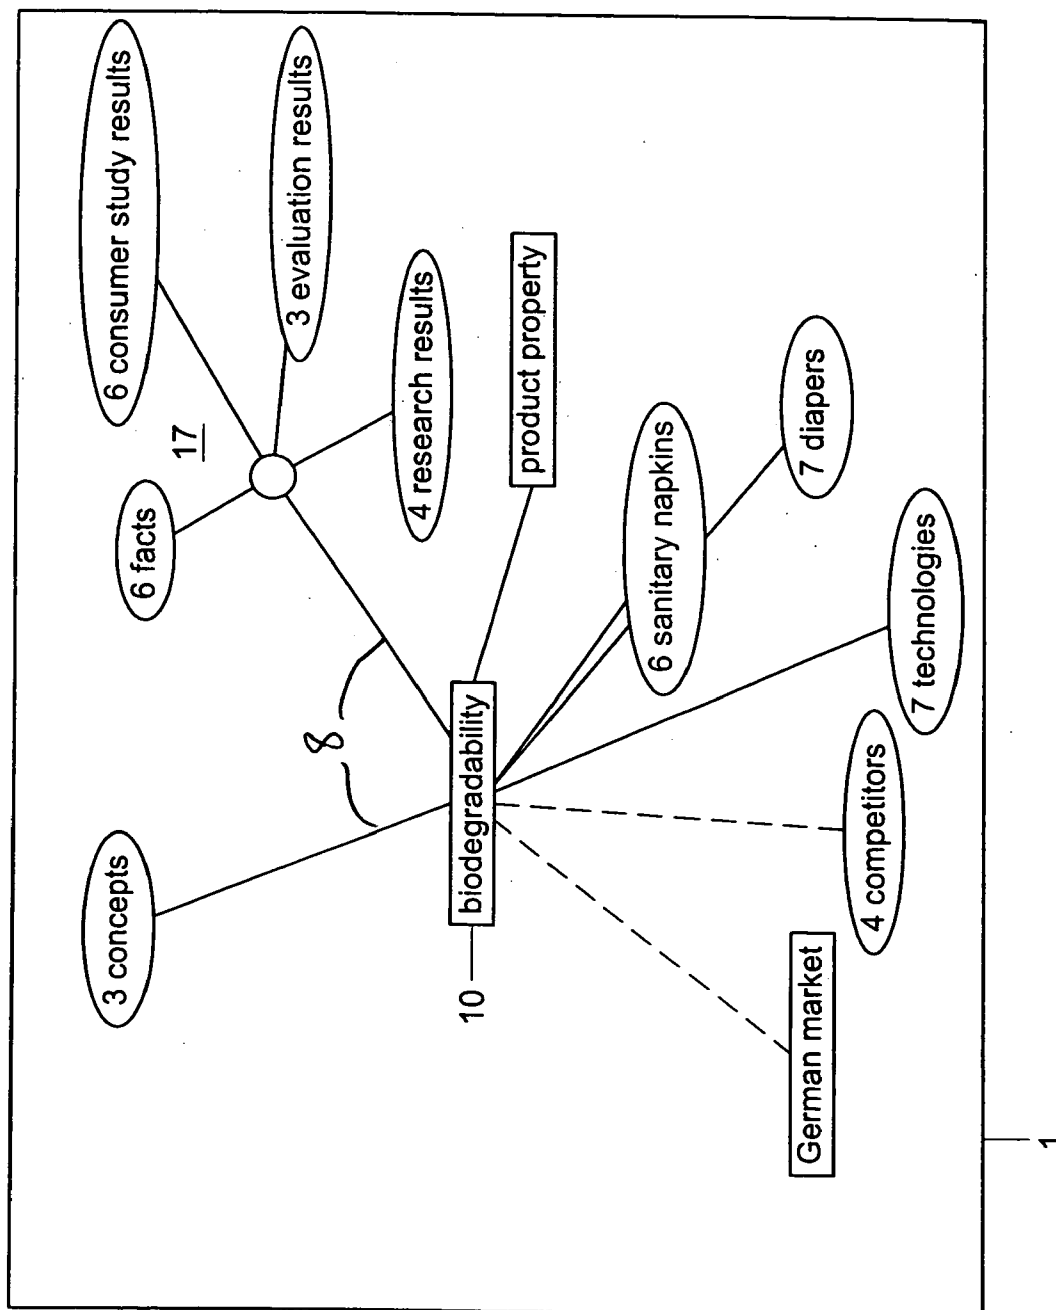 6 consumer study results
3 evaluation results
17
6 facts
4 research results
product property
3 concepts
8
biodegradability
10
6 sanitary napkins
7 diapers
7 technologies
4 competitors
German market
1